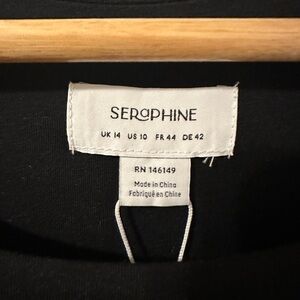 SERAPHINE
UK 14 US 10 FR 44 DE 42
RN 146149
Made in China
Fabriqué en Chine